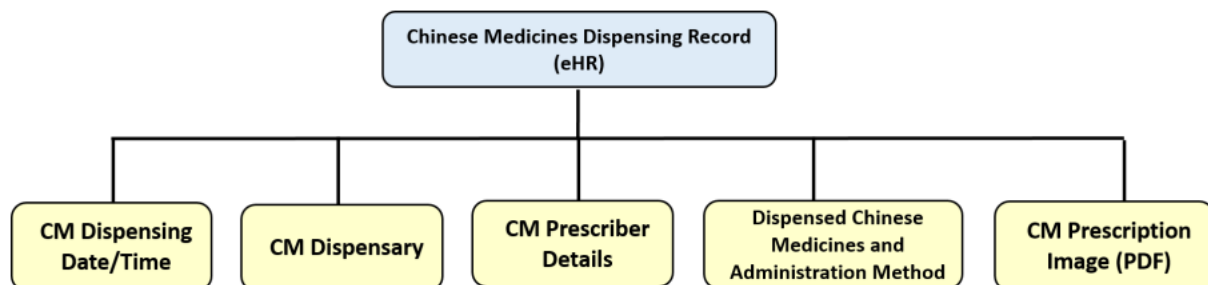 Chinese Medicines Dispensing Record
(eHR)
CM Dispensing
Date/Time
CM Dispensary
CM Prescriber
Details
Dispensed Chinese
Medicines and
Administration Method
CM Prescription
Image (PDF)